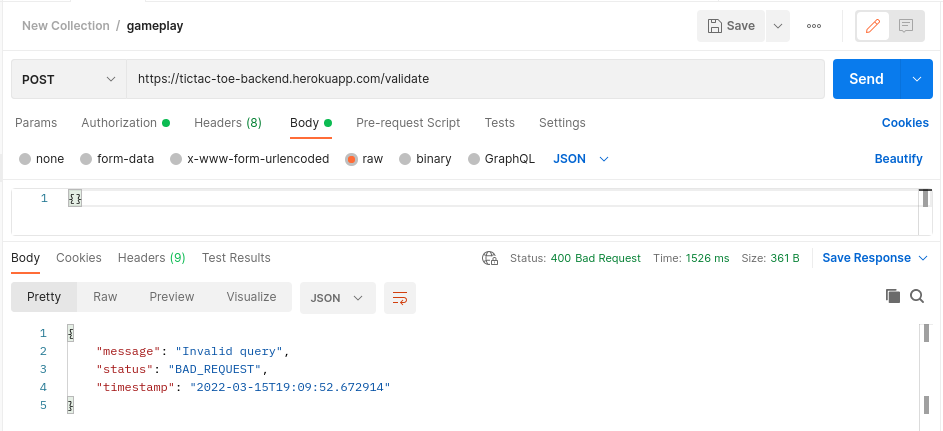 New Collection / gameplay Save
POST https://tictac-toe-backend.herokuapp.com/validate Send
Params Authorization Headers (8) Body Pre-request Script Tests Settings Cookies
none form-data x-www-form-urlencoded raw binary GraphQL JSON Beautify
1 {}
Body Cookies Headers (9) Test Results Status: 400 Bad Request Time: 1526 ms Size: 361 B Save Response
Pretty Raw Preview Visualize JSON
1 {
2 "message": "Invalid query",
3 "status": "BAD_REQUEST",
4 "timestamp": "2022-03-15T19:09:52.672914"
5 }